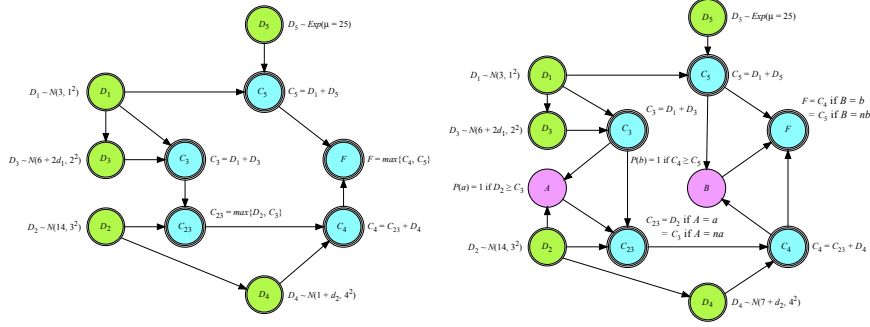 D₅
D₅ ~ Exp(μ = 25)
D₁ ~ N(3, 1²)
D₁
C₅
C₅ = D₁ + D₅
D₃ ~ N(6 + 2d₁, 2²)
D₃
C₃
C₃ = D₁ + D₃
F
F = max{C₄, C₅}
C₂₃ = max{D₂, C₃}
D₂ ~ N(14, 3²)
D₂
C₂₃
C₄
C₄ = C₂₃ + D₄
D₄
D₄ ~ N(1 + d₂, 4²)
D₅
D₅ ~ Exp(μ = 25)
D₁ ~ N(3, 1²)
D₁
C₅
C₅ = D₁ + D₅
C₃ = D₁ + D₃
F = C₄ if B = b
= C₅ if B = nb
D₃ ~ N(6 + 2d₁, 2²)
D₃
C₃
F
P(b) = 1 if C₄ ≥ C₅
P(a) = 1 if D₂ ≥ C₃
A
B
C₂₃ = D₂ if A = a
= C₃ if A = na
D₂ ~ N(14, 3²)
D₂
C₂₃
C₄
C₄ = C₂₃ + D₄
D₄
D₄ ~ N(7 + d₂, 4²)